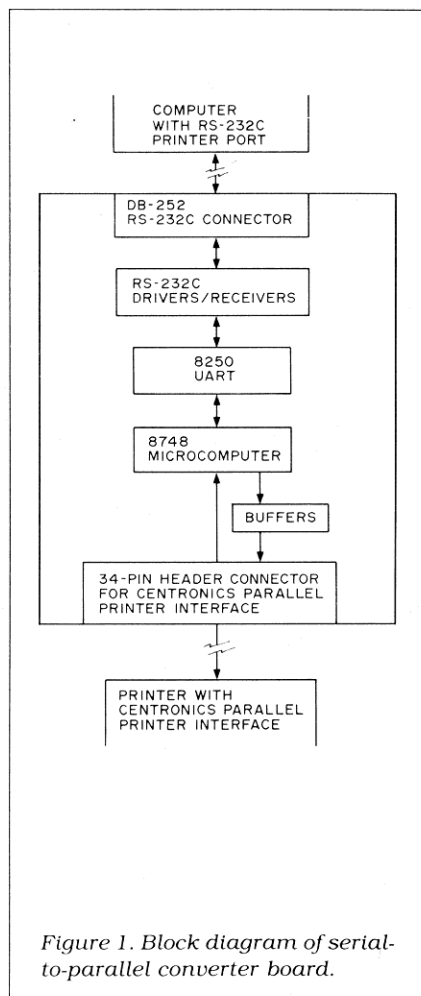 COMPUTER
WITH RS-232C
PRINTER PORT
DB-252
RS-232C CONNECTOR
RS-232C
DRIVERS/RECEIVERS
8250
UART
8748
MICROCOMPUTER
BUFFERS
34-PIN HEADER CONNECTOR
FOR CENTRONICS PARALLEL
PRINTER INTERFACE
PRINTER WITH
CENTRONICS PARALLEL
PRINTER INTERFACE
Figure 1. Block diagram of serial-
to-parallel converter board.